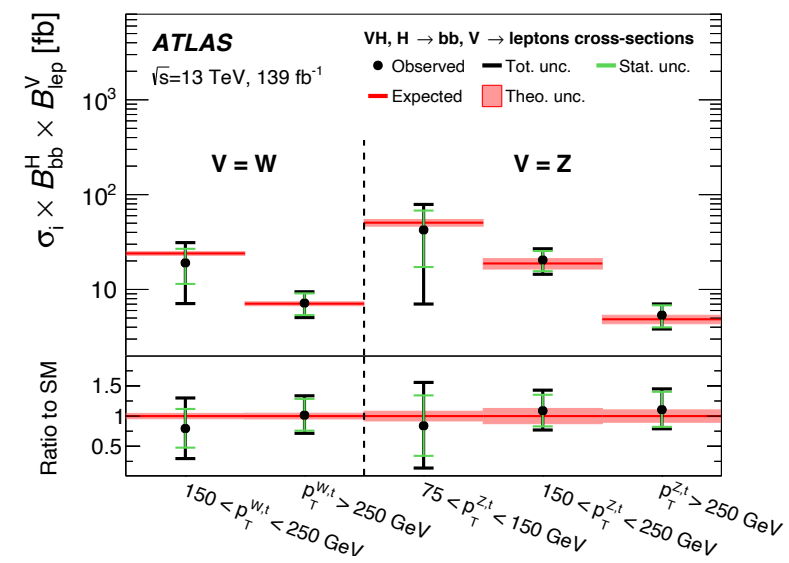 ATLAS
√s=13 TeV, 139 fb⁻¹
VH, H → bb, V → leptons cross-sections
Observed
Tot. unc.
Stat. unc.
Expected
Theo. unc.
V = W
V = Z
σᵢ × B^H_bb × B^V_lep [fb]
10³
10²
10
Ratio to SM
1.5
1
0.5
150 < p_T^W,t < 250 GeV
p_T^W,t > 250 GeV
75 < p_T^Z,t < 150 GeV
150 < p_T^Z,t < 250 GeV
p_T^Z,t > 250 GeV